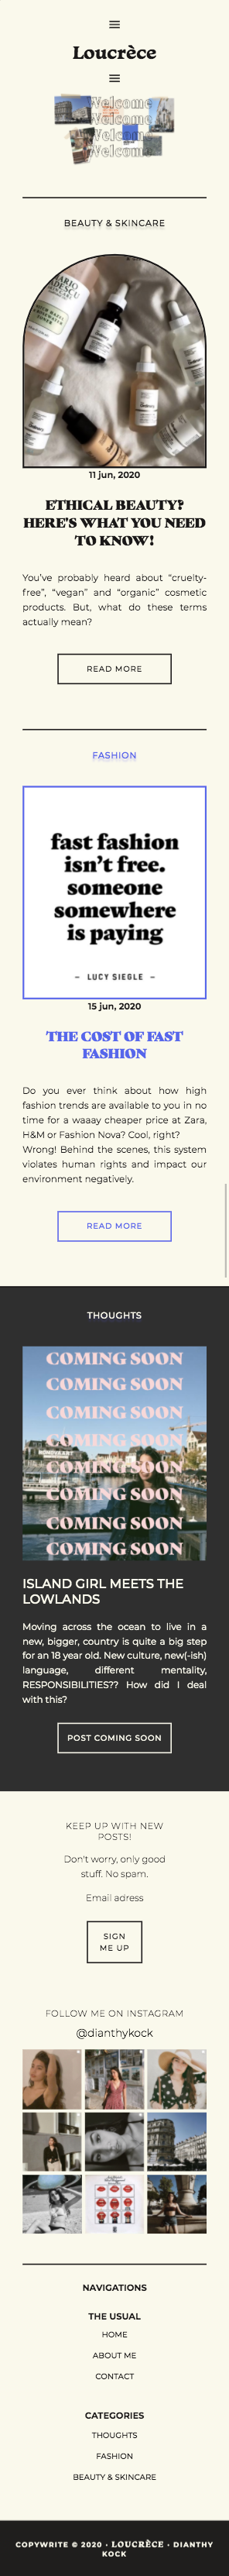 Loucrèce
Welcome
Welcome
Welcome
Welcome
BEAUTY & SKINCARE
11 jun, 2020
ETHICAL BEAUTY?
HERE'S WHAT YOU NEED
TO KNOW!
You've probably heard about "cruelty-
free", "vegan" and "organic" cosmetic
products. But, what do these terms
actually mean?
READ MORE
FASHION
fast fashion
isn't free.
someone
somewhere
is paying
– LUCY SIEGLE –
15 jun, 2020
THE COST OF FAST
FASHION
Do you ever think about how high
fashion trends are available to you in no
time for a waaay cheaper price at Zara,
H&M or Fashion Nova? Cool, right?
Wrong! Behind the scenes, this system
violates human rights and impact our
environment negatively.
READ MORE
THOUGHTS
COMING SOON
COMING SOON
COMING SOON
COMING SOON
COMING SOON
COMING SOON
COMING SOON
COMING SOON
ISLAND GIRL MEETS THE
LOWLANDS
Moving across the ocean to live in a
new, bigger, country is quite a big step
for an 18 year old. New culture, new(-ish)
language, different mentality,
RESPONSIBILITIES?? How did I deal
with this?
POST COMING SOON
KEEP UP WITH NEW
POSTS!
Don't worry, only good
stuff. No spam.
Email adress
SIGN
ME UP
FOLLOW ME ON INSTAGRAM
@dianthykock
NAVIGATIONS
THE USUAL
HOME
ABOUT ME
CONTACT
CATEGORIES
THOUGHTS
FASHION
BEAUTY & SKINCARE
COPYWRITE © 2020 · LOUCRÈCE · DIANTHY
KOCK